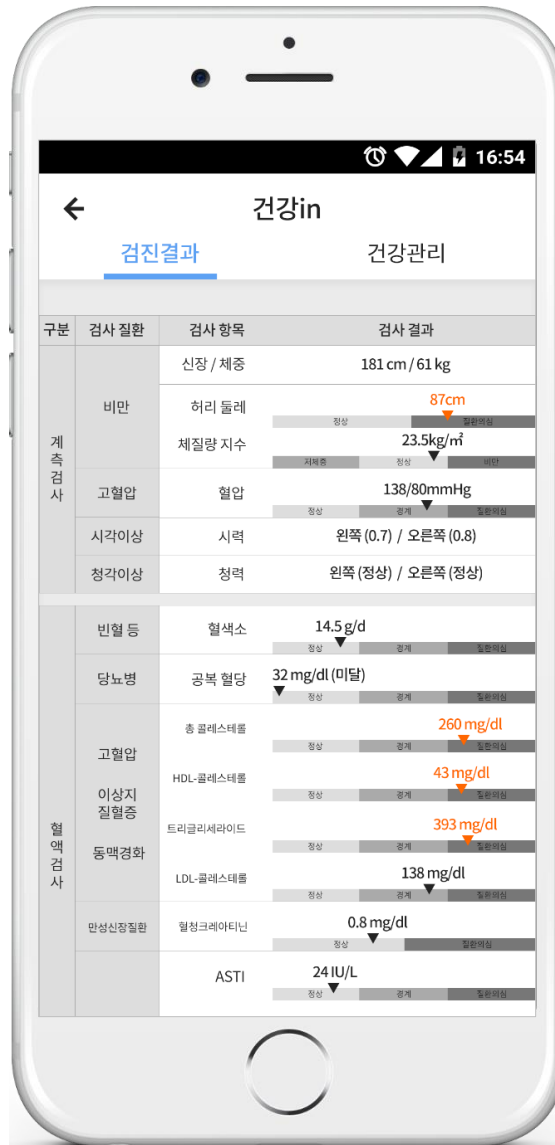 16:54
건강in
검진결과 건강관리
구분 검사 질환 검사 항목 검사 결과
계측검사
비만
신장 / 체중 181 cm / 61 kg
허리 둘레 87cm
정상 질환의심
체질량 지수 23.5kg/㎡
저체중 정상 비만
고혈압 혈압 138/80mmHg
정상 경계 질환의심
시각이상 시력 왼쪽 (0.7) / 오른쪽 (0.8)
청각이상 청력 왼쪽 (정상) / 오른쪽 (정상)
혈액검사
빈혈 등 혈색소 14.5 g/d
정상 경계 질환의심
당뇨병 공복 혈당 32 mg/dl (미달)
정상 경계 질환의심
고혈압
이상지
질혈증
동맥경화
총 콜레스테롤 260 mg/dl
정상 경계 질환의심
HDL-콜레스테롤 43 mg/dl
정상 경계 질환의심
트리글리세라이드 393 mg/dl
정상 경계 질환의심
LDL-콜레스테롤 138 mg/dl
정상 경계 질환의심
만성신장질환 혈청크레아티닌 0.8 mg/dl
정상 질환의심
ASTI 24 IU/L
정상 경계 질환의심